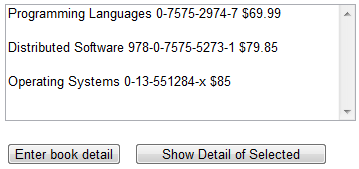 Programming Languages 0-7575-2974-7 $69.99
Distributed Software 978-0-7575-5273-1 $79.85
Operating Systems 0-13-551284-x $85
Enter book detail
Show Detail of Selected